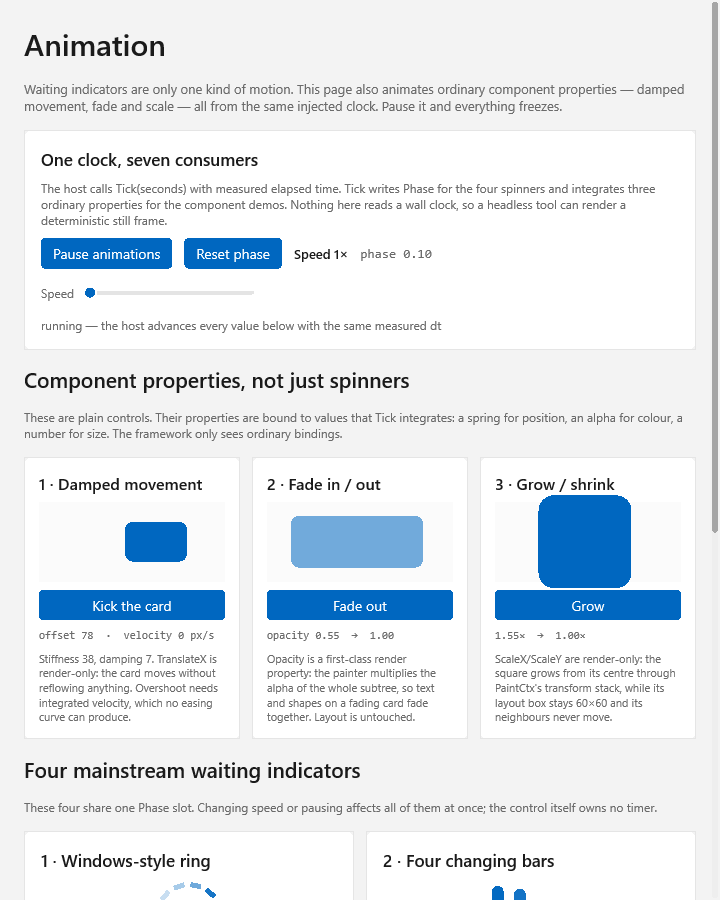 Animation
Waiting indicators are only one kind of motion. This page also animates ordinary component properties — damped
movement, fade and scale — all from the same injected clock. Pause it and everything freezes.
One clock, seven consumers
The host calls Tick(seconds) with measured elapsed time. Tick writes Phase for the four spinners and integrates three
ordinary properties for the component demos. Nothing here reads a wall clock, so a headless tool can render a
deterministic still frame.
Pause animations Reset phase Speed 1× phase 0.10
Speed
running — the host advances every value below with the same measured dt
Component properties, not just spinners
These are plain controls. Their properties are bound to values that Tick integrates: a spring for position, an alpha for colour, a
number for size. The framework only sees ordinary bindings.
1 · Damped movement
Kick the card
offset 78 · velocity 0 px/s
Stiffness 38, damping 7. TranslateX is
render-only: the card moves without
reflowing anything. Overshoot needs
integrated velocity, which no easing
curve can produce.
2 · Fade in / out
Fade out
opacity 0.55 → 1.00
Opacity is a first-class render
property: the painter multiplies the
alpha of the whole subtree, so text
and shapes on a fading card fade
together. Layout is untouched.
3 · Grow / shrink
Grow
1.55× → 1.00×
ScaleX/ScaleY are render-only: the
square grows from its centre through
PaintCtx's transform stack, while its
layout box stays 60×60 and its
neighbours never move.
Four mainstream waiting indicators
These four share one Phase slot. Changing speed or pausing affects all of them at once; the control itself owns no timer.
1 · Windows-style ring
2 · Four changing bars